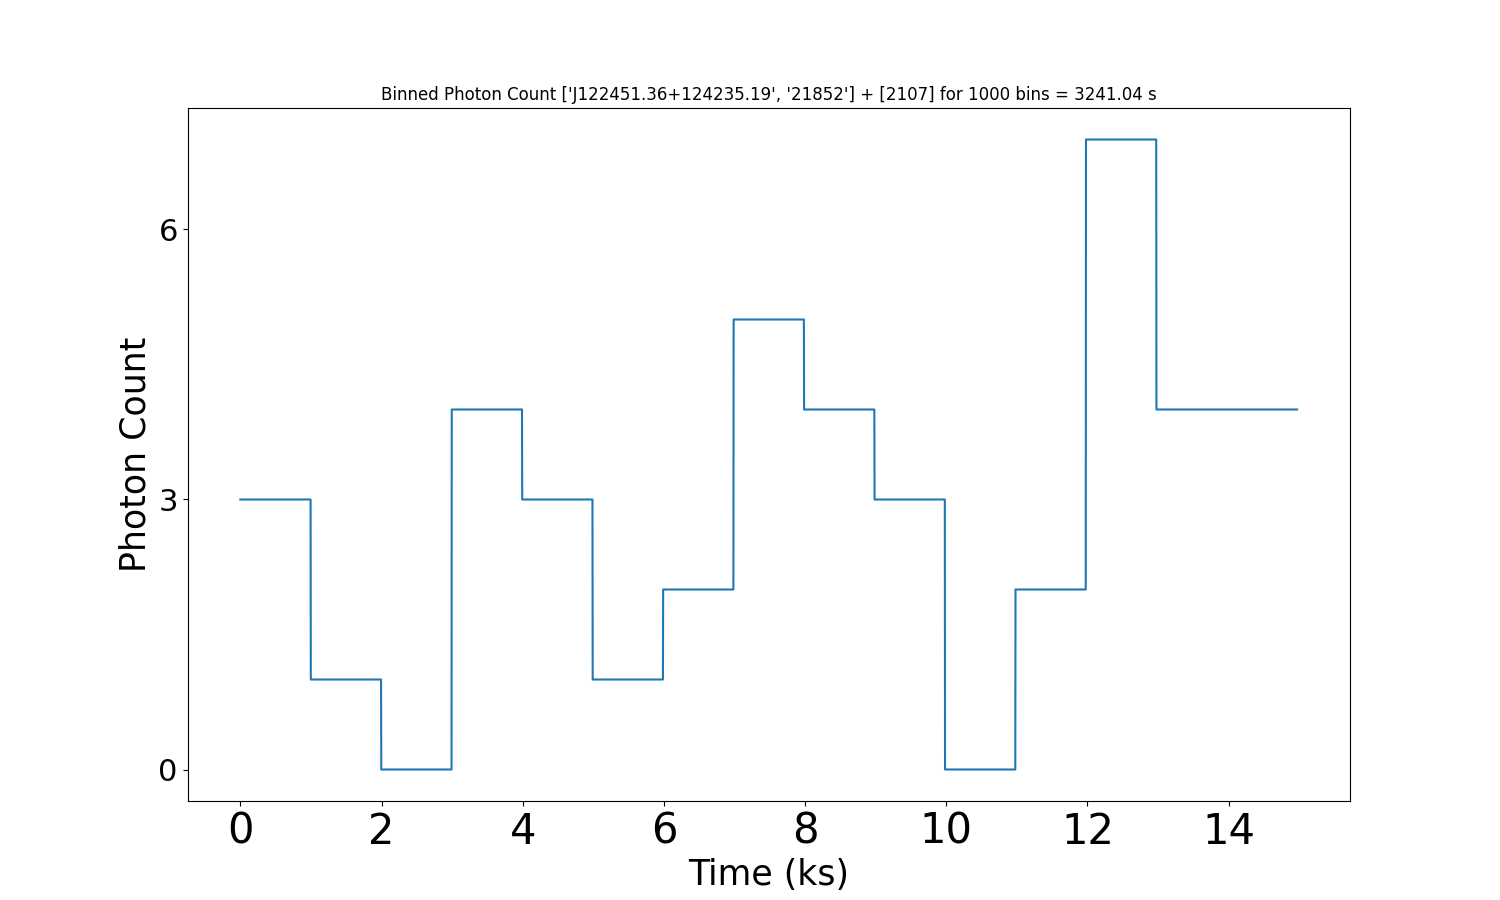 Binned Photon Count ['J122451.36+124235.19', '21852'] + [2107] for 1000 bins = 3241.04 s
6
3
0
Photon Count
0 2 4 6 8 10 12 14
Time (ks)